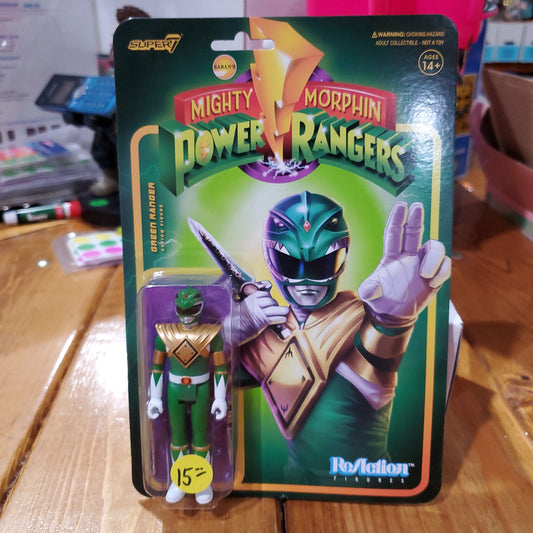 SUPER7
⚠WARNING: CHOKING HAZARD
ADULT COLLECTIBLE - NOT A TOY
AGES
14+
SABAN'S
MIGHTY MORPHIN
POWER RANGERS
GREEN RANGER
ACTION FIGURE
15=
ReAction
FIGURES